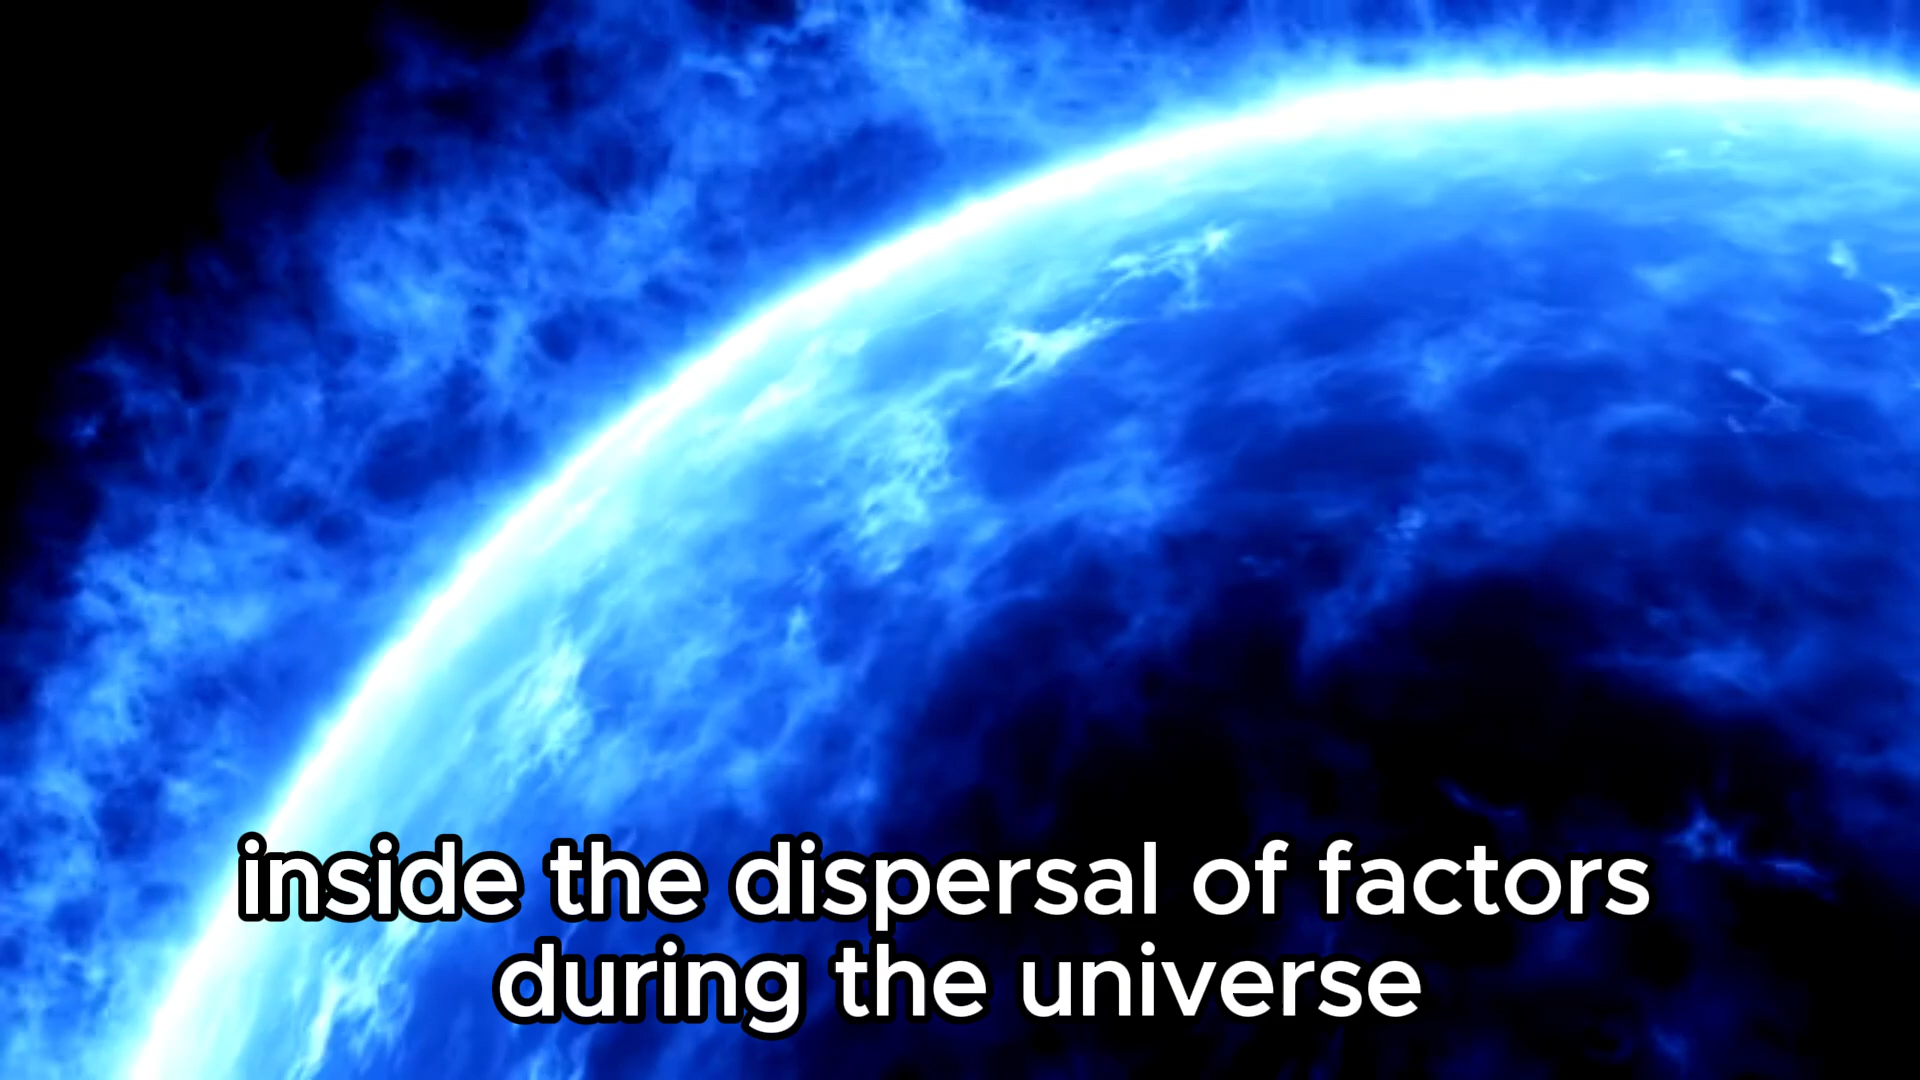 inside the dispersal of factors
during the universe